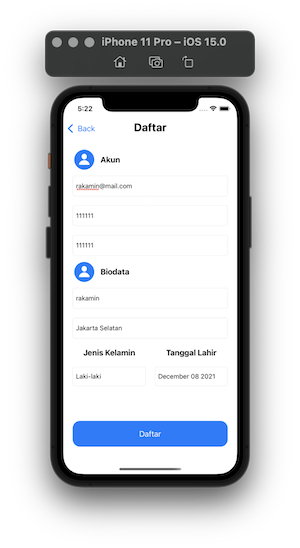 iPhone 11 Pro – iOS 15.0
5:22
Back
Daftar
Akun
rakamin@mail.com
111111
111111
Biodata
rakamin
Jakarta Selatan
Jenis Kelamin Tanggal Lahir
Laki-laki December 08 2021
Daftar